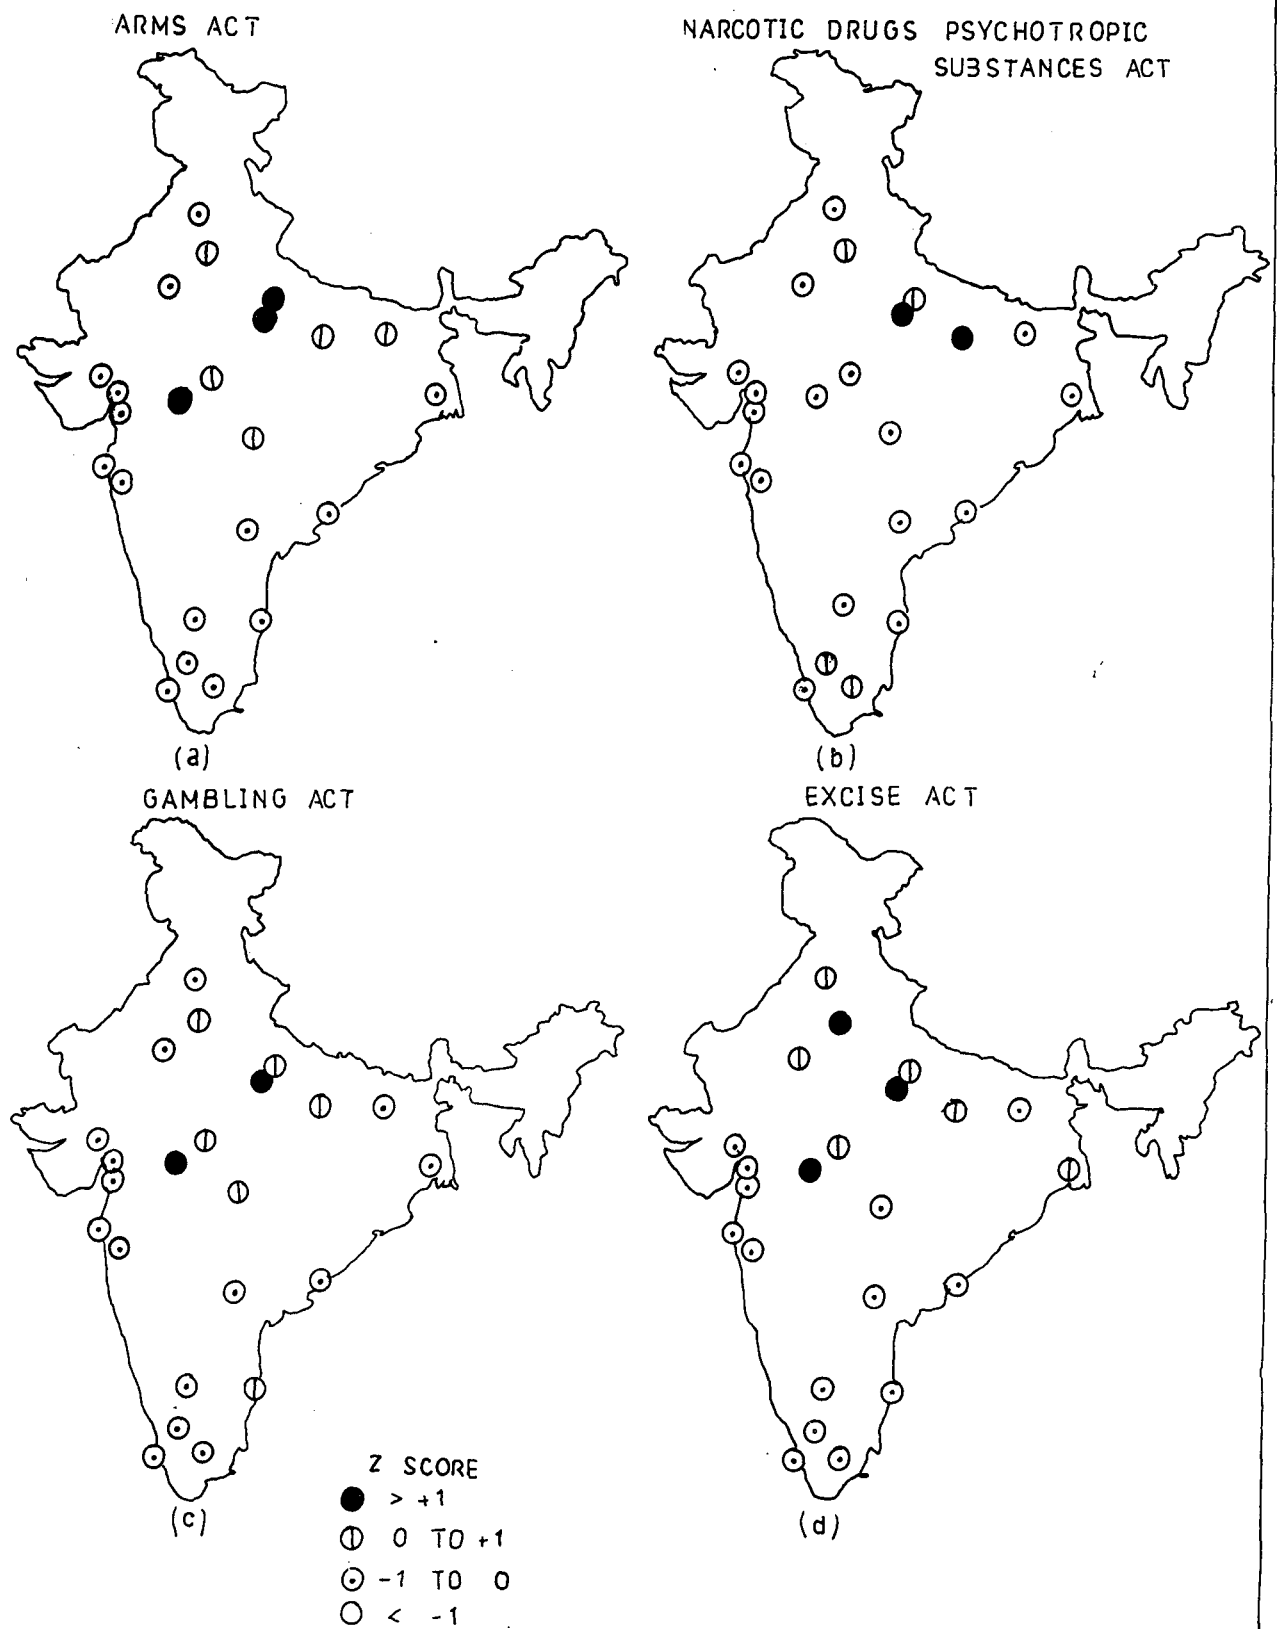 ARMS ACT
NARCOTIC DRUGS PSYCHOTROPIC
SUBSTANCES ACT
(a)
(b)
GAMBLING ACT
EXCISE ACT
(c)
(d)
Z SCORE
> +1
0 TO +1
-1 TO 0
< -1